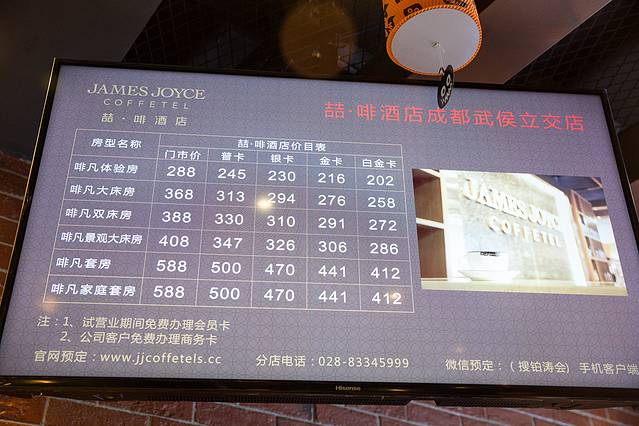 JAMES JOYCE
COFFETEL
喆·啡酒店
喆·啡酒店成都武侯立交店
房型名称 喆·啡酒店价目表
门市价 普卡 银卡 金卡 白金卡
啡凡体验房 288 245 230 216 202
啡凡大床房 368 313 294 276 258
啡凡双床房 388 330 310 291 272
啡凡景观大床房 408 347 326 306 286
啡凡套房 588 500 470 441 412
啡凡家庭套房 588 500 470 441 412
JAMES JOYC
COFFETEL
注:1、试营业期间免费办理会员卡
2、公司客户免费办理商务卡
官网预定:www.jjcoffetels.cc 分店电话:028-83345999 微信预定:(搜铂涛会) 手机客户端
Hisense